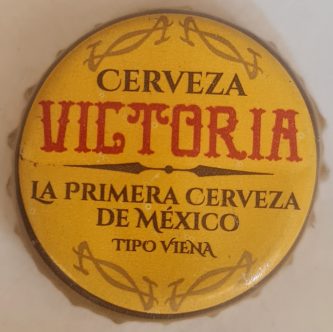 CERVEZA
VICTORIA
LA PRIMERA CERVEZA
DE MÉXICO
TIPO VIENA